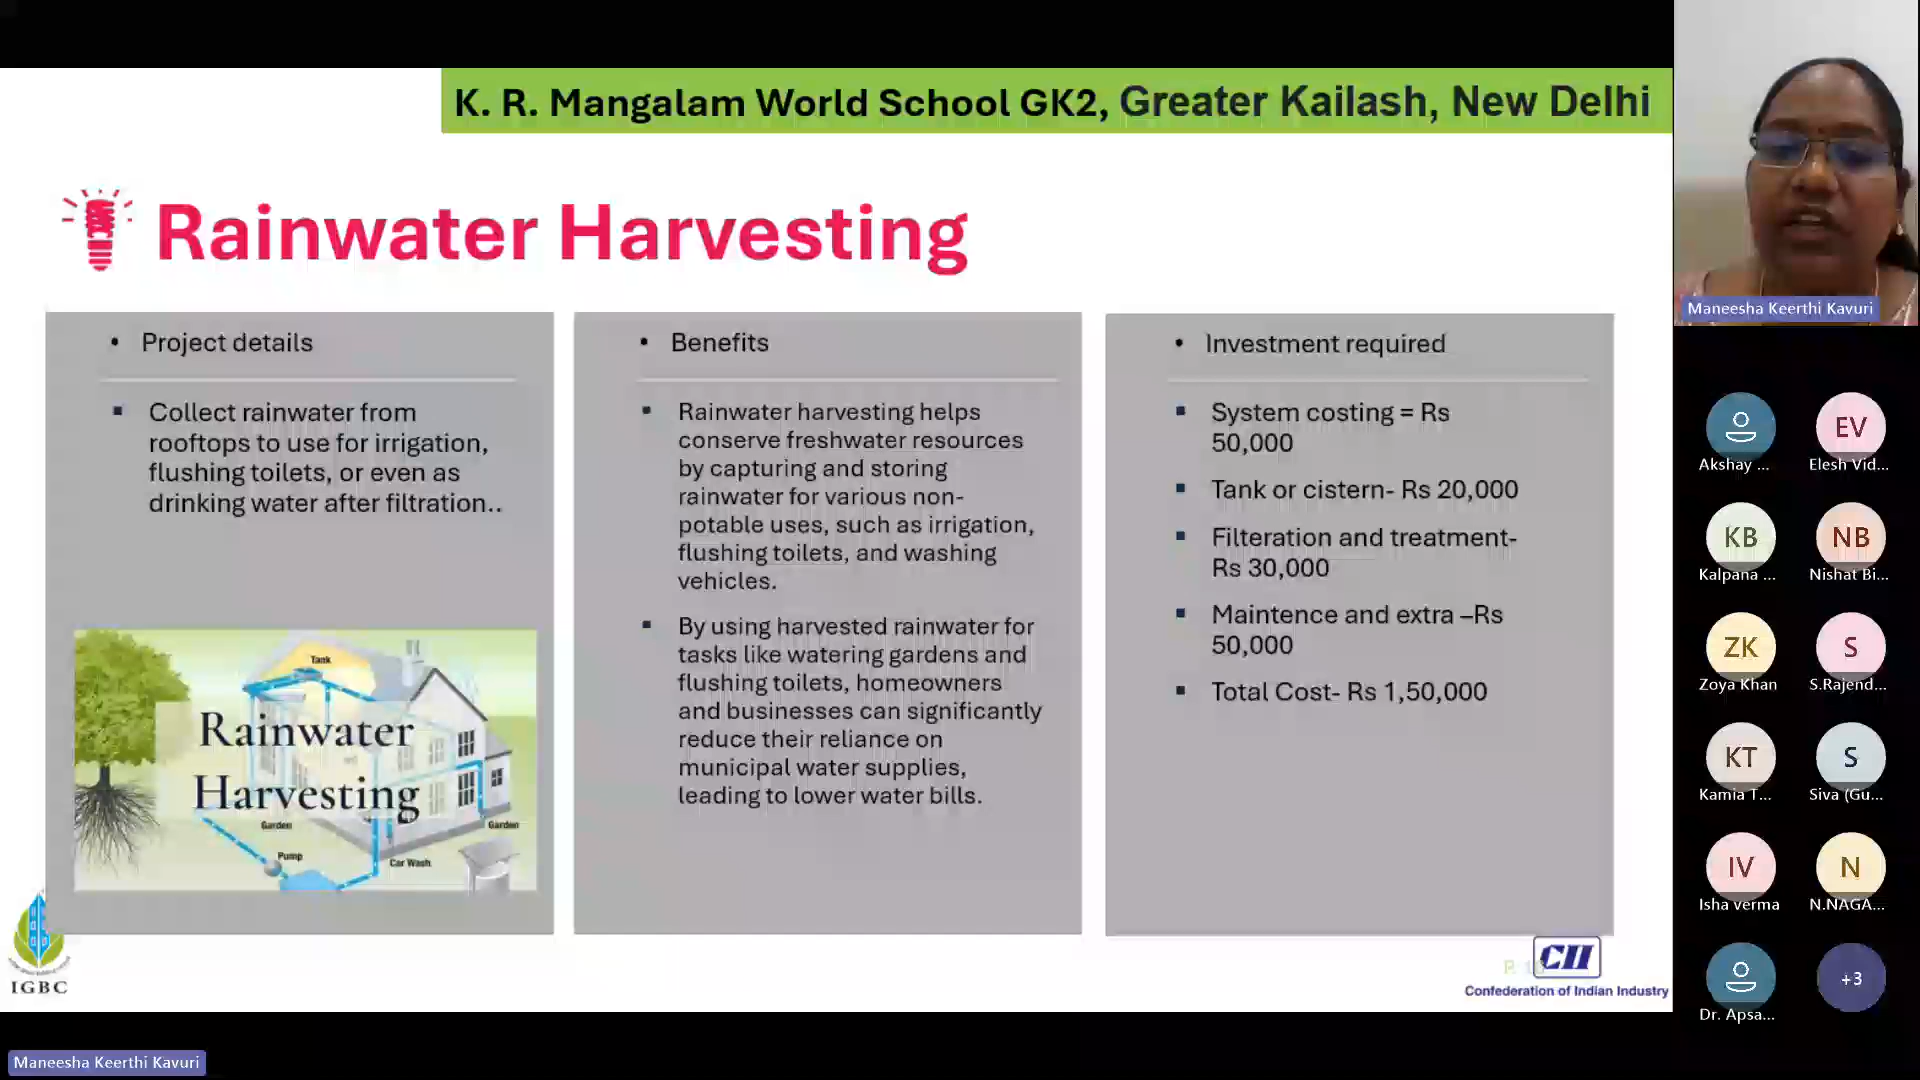 K. R. Mangalam World School GK2, Greater Kailash, New Delhi
Rainwater Harvesting
• Project details
▪ Collect rainwater from
rooftops to use for irrigation,
flushing toilets, or even as
drinking water after filtration..
Tank
Rainwater
Harvesting
Garden
Garden
Pump
Car Wash
• Benefits
▪ Rainwater harvesting helps
conserve freshwater resources
by capturing and storing
rainwater for various non-
potable uses, such as irrigation,
flushing toilets, and washing
vehicles.
▪ By using harvested rainwater for
tasks like watering gardens and
flushing toilets, homeowners
and businesses can significantly
reduce their reliance on
municipal water supplies,
leading to lower water bills.
• Investment required
▪ System costing = Rs
50,000
▪ Tank or cistern- Rs 20,000
▪ Filteration and treatment-
Rs 30,000
▪ Maintence and extra –Rs
50,000
▪ Total Cost- Rs 1,50,000
IGBC
CII
Confederation of Indian Industry
Maneesha Keerthi Kavuri
Maneesha Keerthi Kavuri
Akshay ...
EV
Elesh Vid...
KB
Kalpana ...
NB
Nishat Bi...
ZK
Zoya Khan
S
S.Rajend...
KT
Kamia T...
S
Siva (Gu...
IV
Isha verma
N
N.NAGA...
Dr. Apsa...
+3